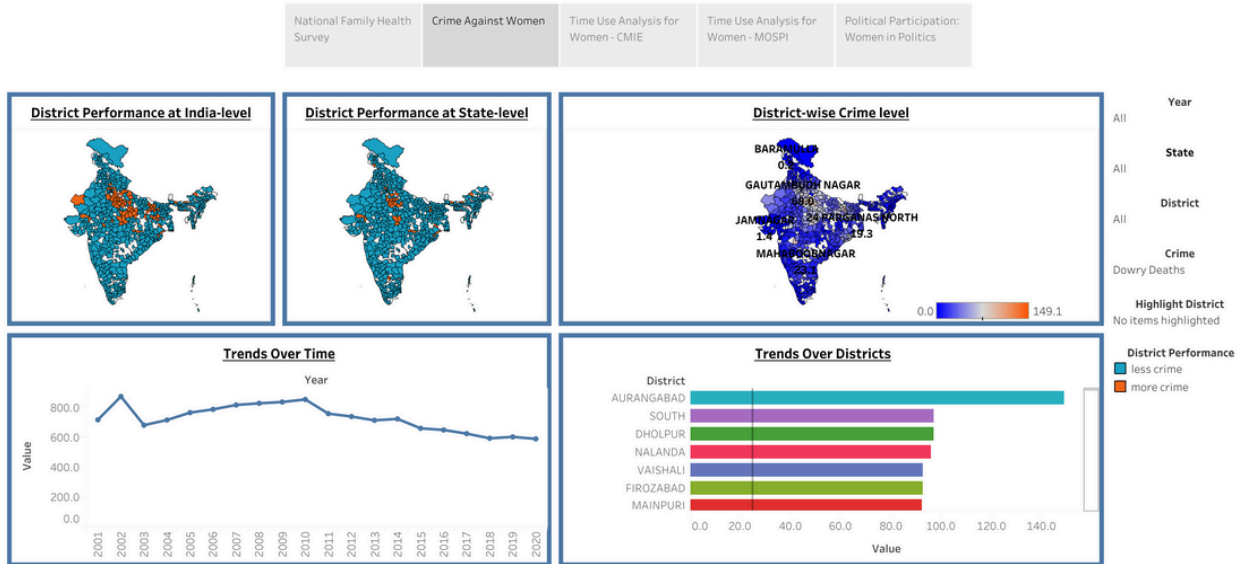 National Family Health
Survey
Crime Against Women
Time Use Analysis for
Women - CMIE
Time Use Analysis for
Women - MOSPI
Political Participation:
Women in Politics
District Performance at India-level
District Performance at State-level
District-wise Crime level
BARAMULLA
GAUTAMBUDH NAGAR
68.0
JAMNAGAR
1.4
24 PARGANAS NORTH
19.3
MAHABOOBNAGAR
0.0
149.1
Year
All
State
All
District
All
Crime
Dowry Deaths
Highlight District
No items highlighted
District Performance
less crime
more crime
Trends Over Time
Year
Value
800.0
600.0
400.0
200.0
0.0
2001
2002
2003
2004
2005
2006
2007
2008
2009
2010
2011
2012
2013
2014
2015
2016
2017
2018
2019
2020
Trends Over Districts
District
AURANGABAD
SOUTH
DHOLPUR
NALANDA
VAISHALI
FIROZABAD
MAINPURI
0.0 20.0 40.0 60.0 80.0 100.0 120.0 140.0
Value